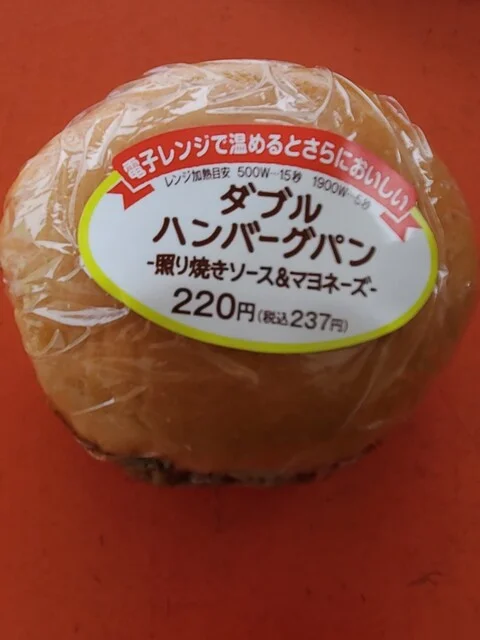 電子レンジで温めるとさらにおいしい
レンジ加熱目安 500W…15秒 1900W…5秒
ダブル
ハンバーグパン
-照り焼きソース&マヨネーズ-
220円(税込237円)